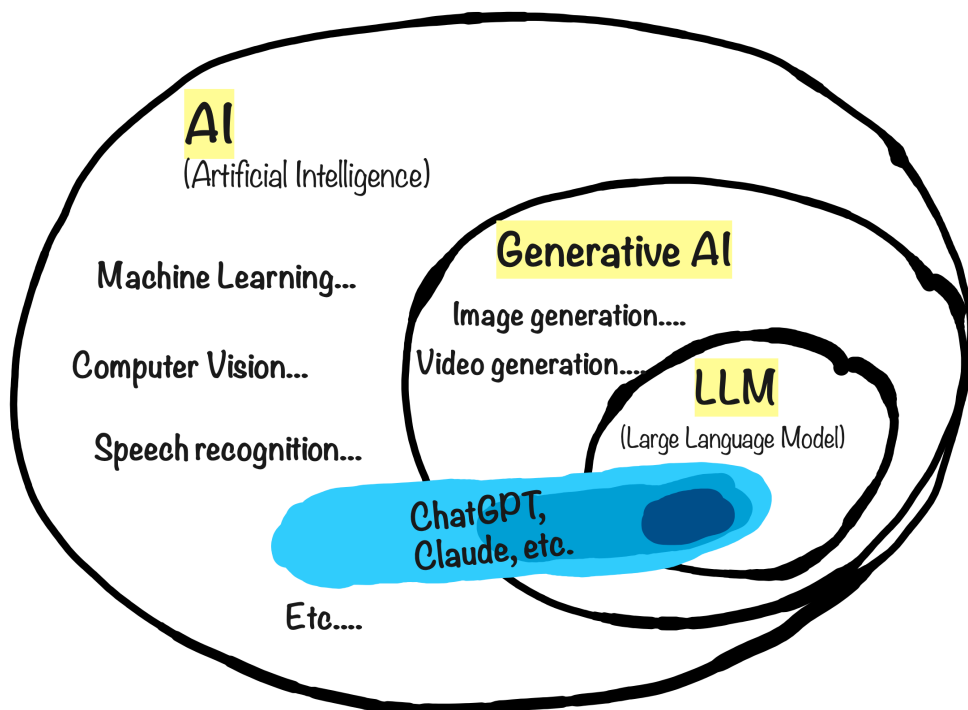 AI
(Artificial Intelligence)
Generative AI
Machine Learning...
Image generation....
Computer Vision...
Video generation.....
LLM
(Large Language Model)
Speech recognition...
ChatGPT,
Claude, etc.
Etc....